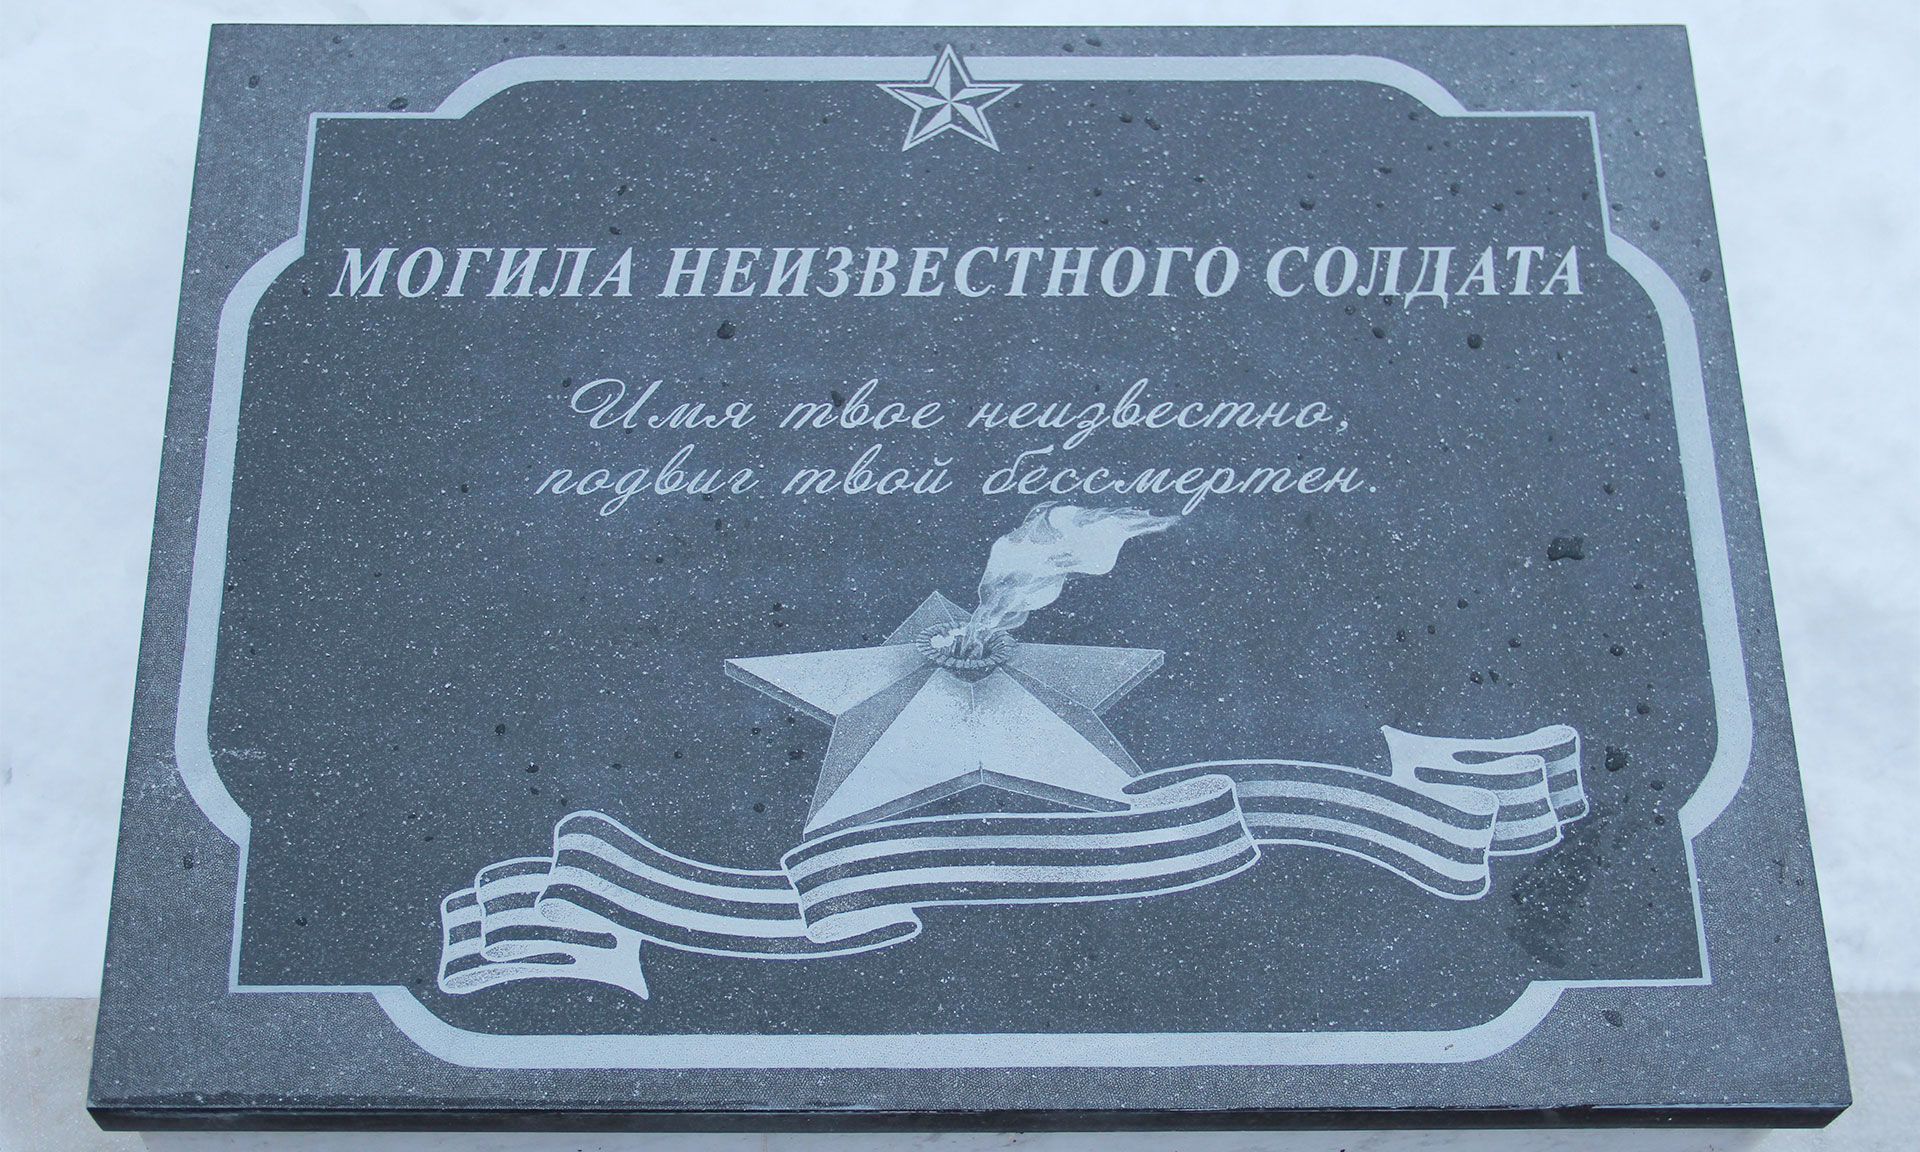 МОГИЛА НЕИЗВЕСТНОГО СОЛДАТА
Имя твое неизвестно,
подвиг твой бессмертен.